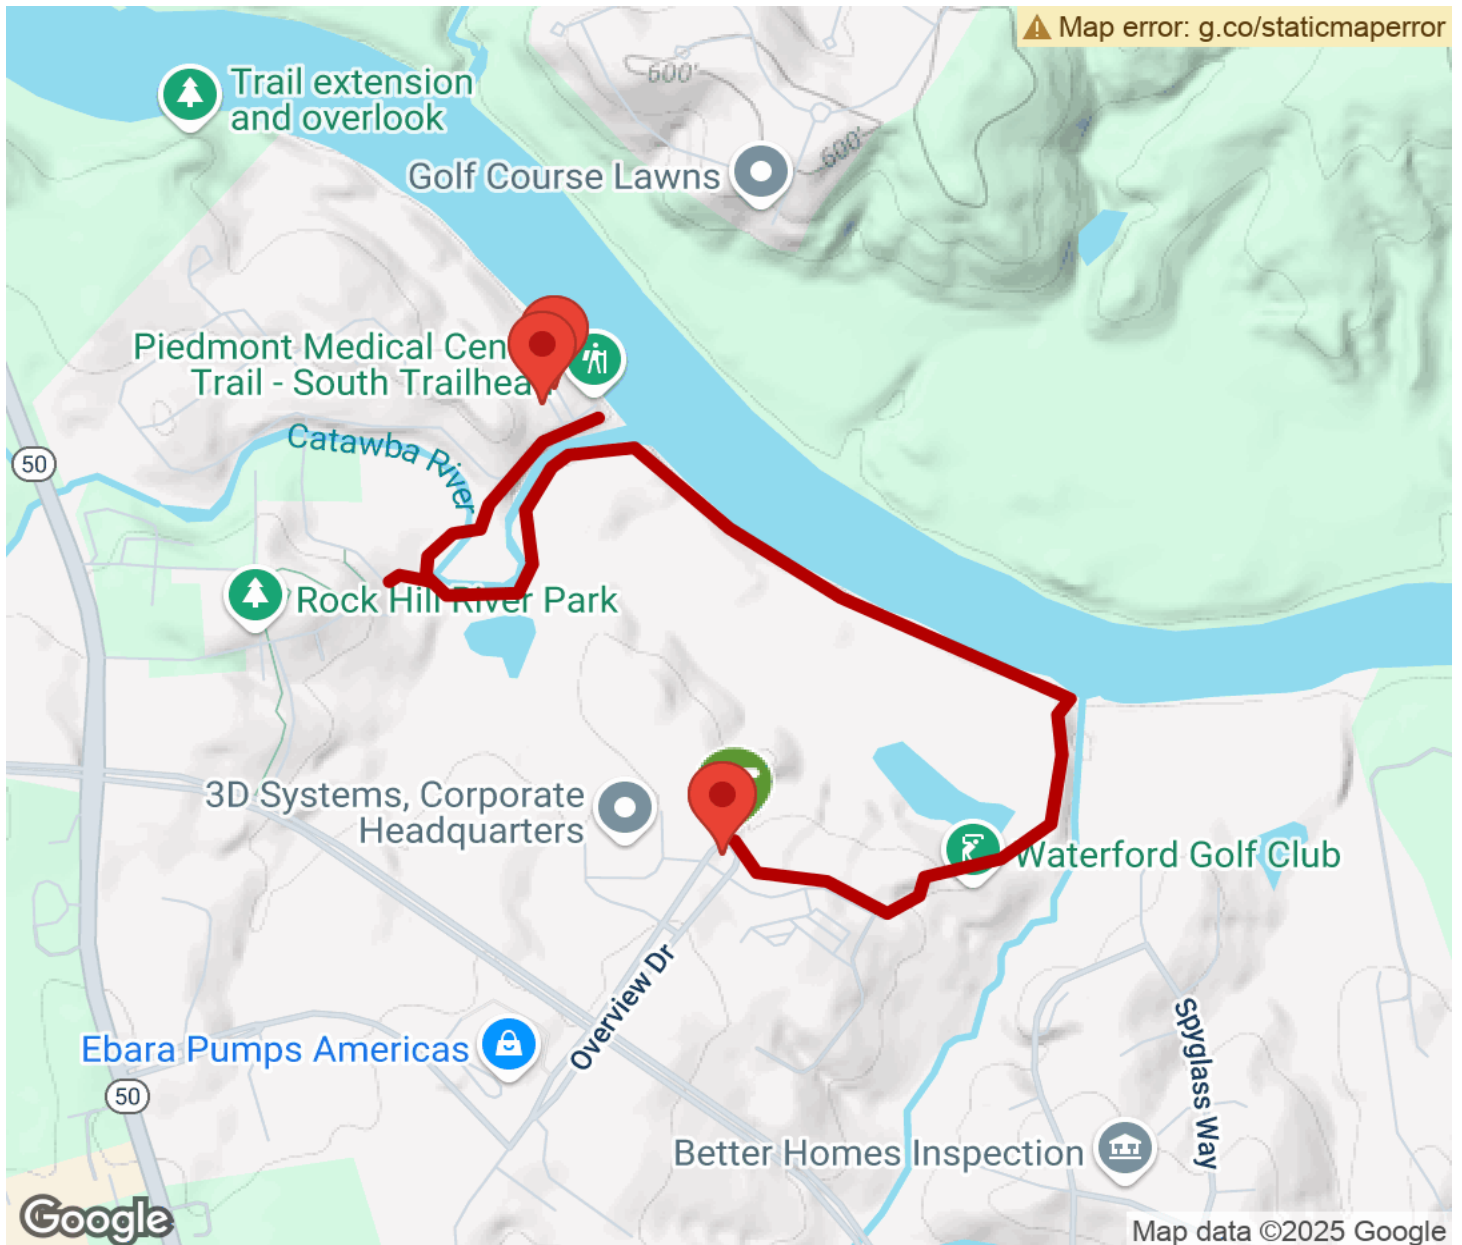 Map error: g.co/staticmaperror
Trail extension
and overlook
600'
600'
Golf Course Lawns
Piedmont Medical Cen
Trail - South Trailhea
Catawba River
50
Rock Hill River Park
3D Systems, Corporate
Headquarters
Waterford Golf Club
Overview Dr
Spyglass Way
Ebara Pumps Americas
50
Better Homes Inspection
Google
Map data ©2025 Google